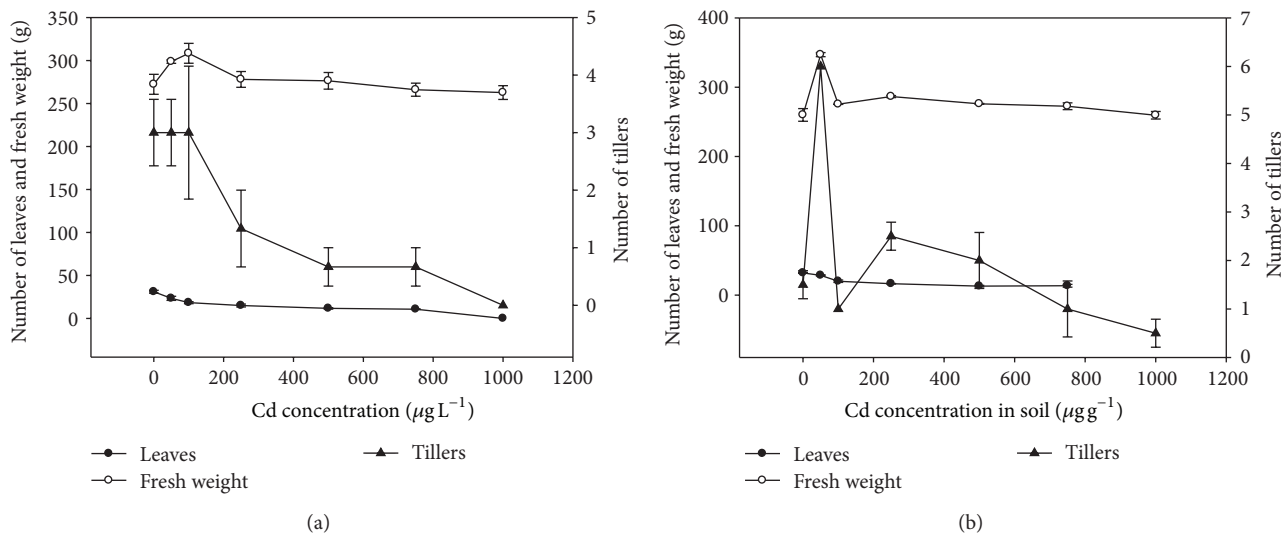 350
300
250
200
150
100
50
0
Number of leaves and fresh weight (g)
5
4
3
2
1
0
Number of tillers
0 200 400 600 800 1000 1200
Cd concentration (μg L⁻¹)
Leaves
Fresh weight
Tillers
(a)
400
300
200
100
0
Number of leaves and fresh weight (g)
7
6
5
4
3
2
1
0
Number of tillers
0 200 400 600 800 1000 1200
Cd concentration in soil (μg g⁻¹)
Leaves
Fresh weight
Tillers
(b)